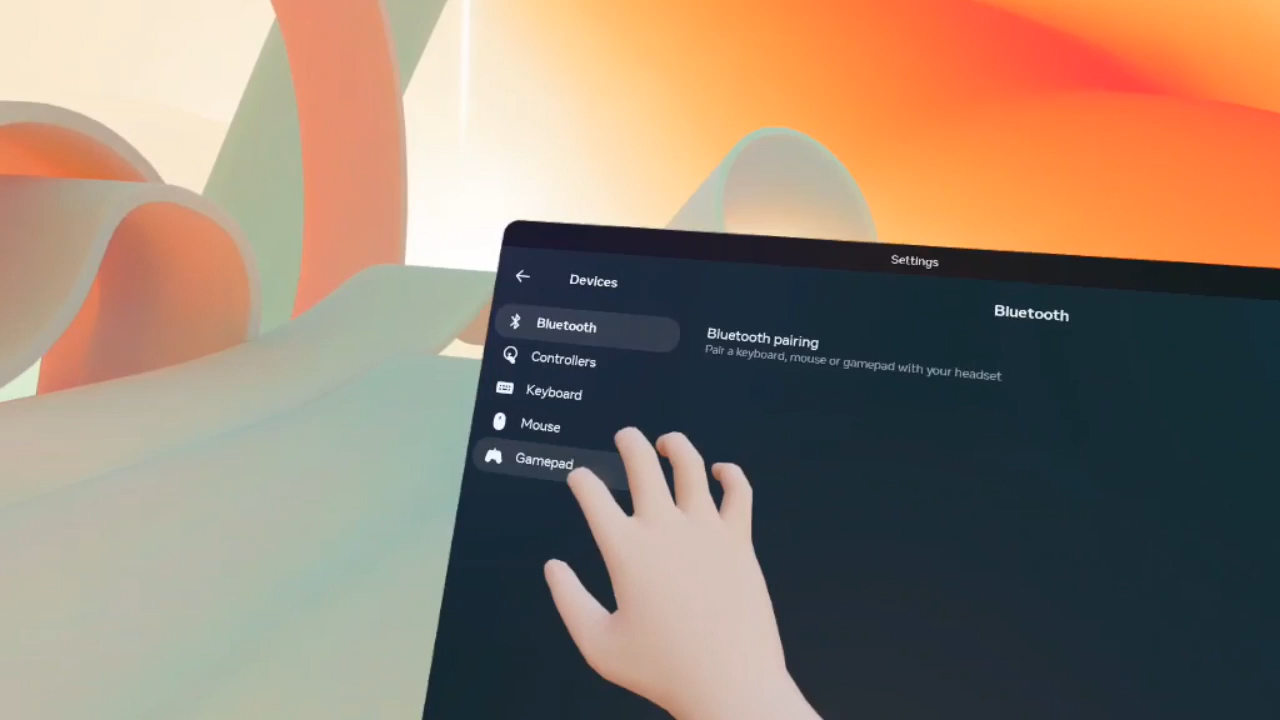 Settings
Devices
Bluetooth
Controllers
Keyboard
Mouse
Gamepad
Bluetooth
Bluetooth pairing
Pair a keyboard, mouse or gamepad with your headset